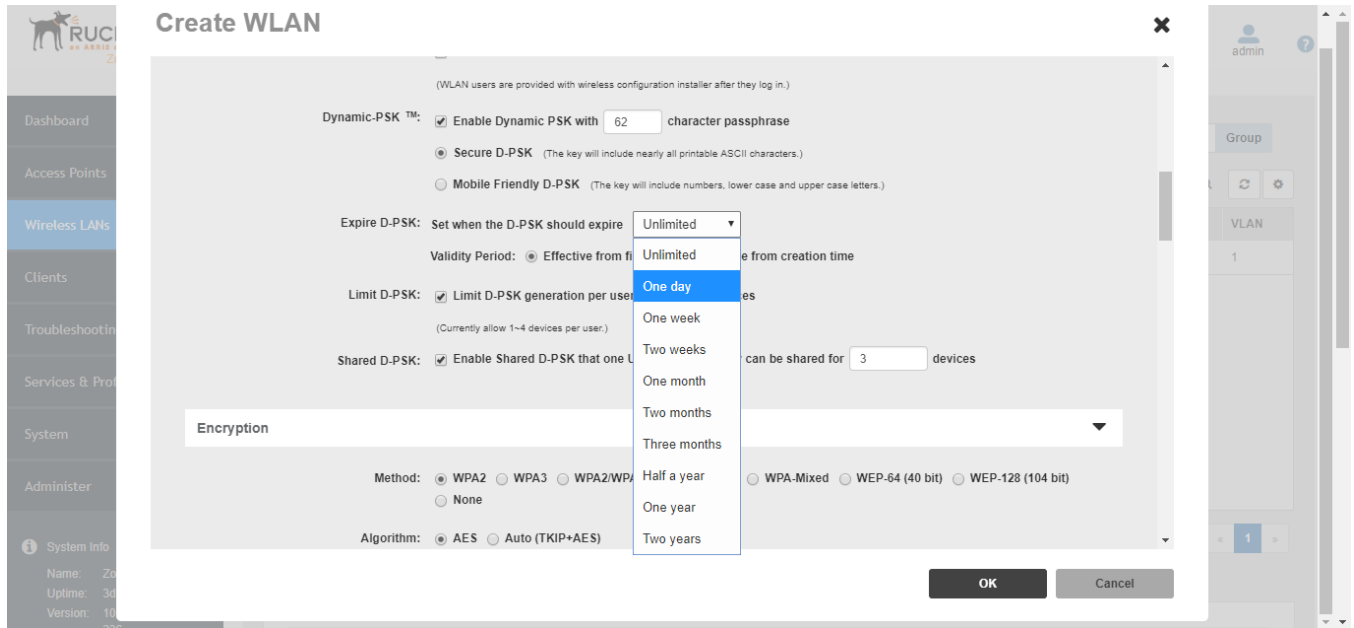 Create WLAN
RUC
admin
(WLAN users are provided with wireless configuration installer after they log in.)
Dashboard
Dynamic-PSK ™: Enable Dynamic PSK with 62 character passphrase
Group
Secure D-PSK (The key will include nearly all printable ASCII characters.)
Access Points
Mobile Friendly D-PSK (The key will include numbers, lower case and upper case letters.)
Wireless LANs
Expire D-PSK: Set when the D-PSK should expire Unlimited
VLAN
Validity Period: Effective from fi e from creation time
Unlimited
1
Clients
One day
Limit D-PSK: Limit D-PSK generation per user es
One week
(Currently allow 1~4 devices per user.)
Troubleshootin
Two weeks
Shared D-PSK: Enable Shared D-PSK that one U r can be shared for 3 devices
Services & Prof
One month
Two months
Encryption
System
Three months
Half a year
Method: WPA2 WPA3 WPA2/WPA WPA-Mixed WEP-64 (40 bit) WEP-128 (104 bit)
None
Administer
One year
Algorithm: AES Auto (TKIP+AES)
Two years
System Info
« 1 »
Name: Zo
OK Cancel
Uptime: 3d
Version: 10